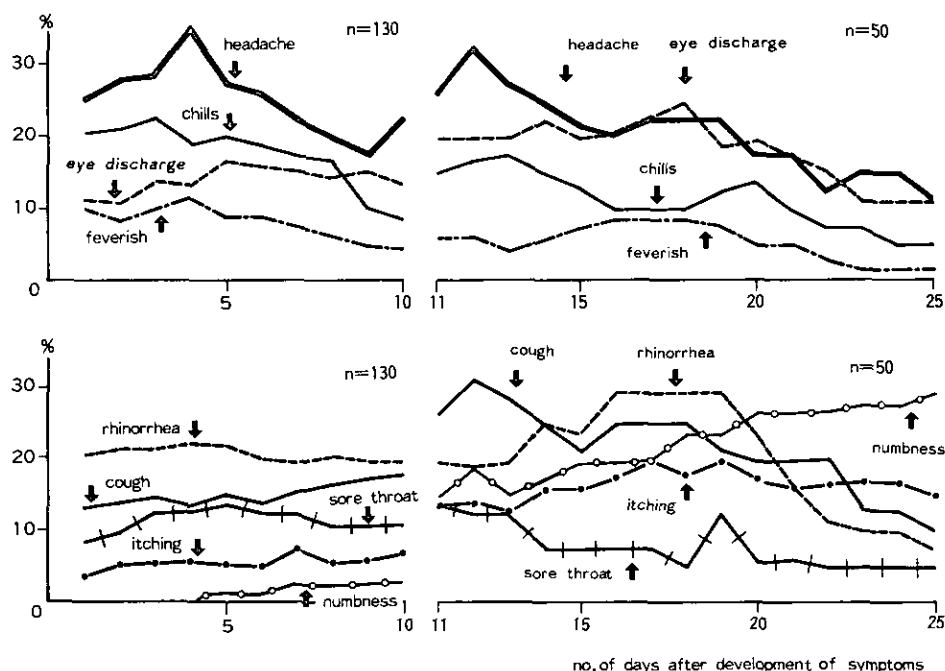 %
n=130
n=50
30
headache
headache
eye discharge
chills
20
eye discharge
chills
10
feverish
feverish
0
5
10
11
15
20
25
%
n=130
cough
rhinorrhea
n=50
30
rhinorrhea
numbness
20
cough
sore throat
itching
10
itching
sore throat
numbness
0
5
10
11
15
20
25
no. of days after development of symptoms